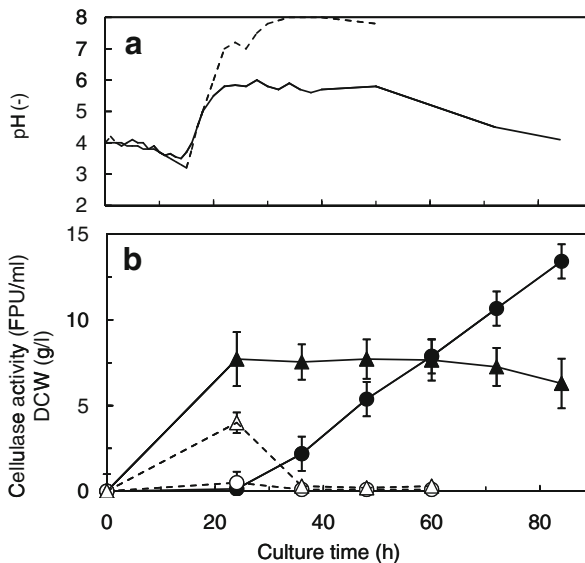 8
7
6
5
4
3
2
pH (-)
a
15
10
5
0
Cellulase activity (FPU/ml)
DCW (g/l)
b
0 20 40 60 80
Culture time (h)